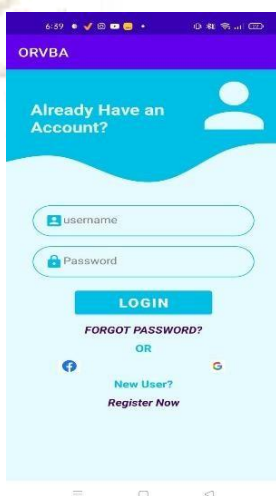 6:59
ORVBA
Already Have an
Account?
username
Password
LOGIN
FORGOT PASSWORD?
OR
New User?
Register Now